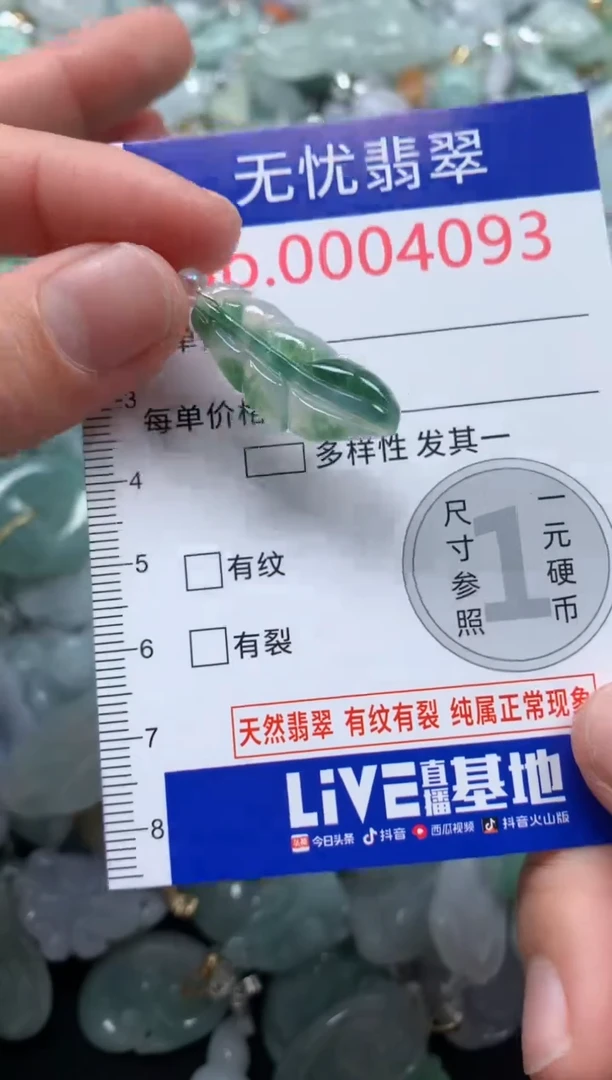 无忧翡翠
o.0004093
3
每单价格
多样性 发其一
4
尺寸参照
1
一元硬币
5
有纹
6
有裂
7
天然翡翠 有纹有裂 纯属正常现象
LiVE直播基地
8
头条 今日头条 抖音 西瓜视频 抖音火山版